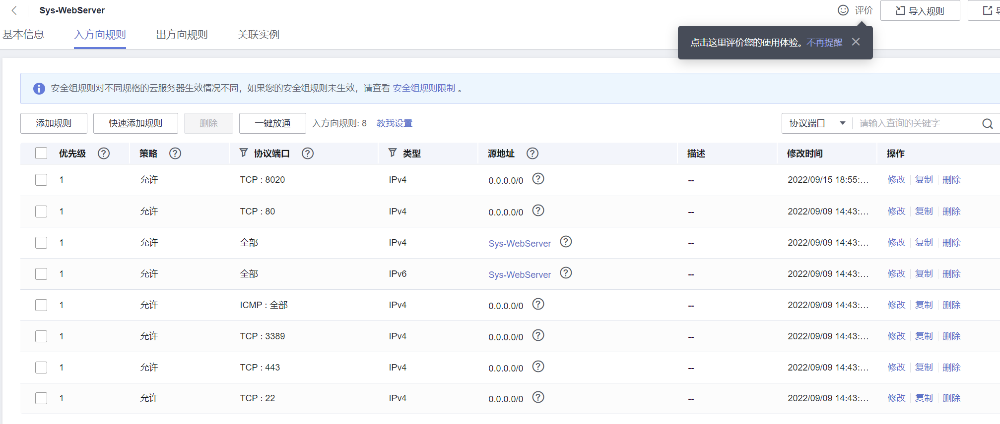 Sys-WebServer 评价 导入规则
基本信息 入方向规则 出方向规则 关联实例
点击这里评价您的使用体验。不再提醒
安全组规则对不同规格的云服务器生效情况不同，如果您的安全组规则未生效，请查看 安全组规则限制 。
添加规则 快速添加规则 删除 一键放通 入方向规则: 8 教我设置 协议端口 请输入查询的关键字
优先级 策略 协议端口 类型 源地址 描述 修改时间 操作
1 允许 TCP : 8020 IPv4 0.0.0.0/0 -- 2022/09/15 18:55:... 修改 复制 删除
1 允许 TCP : 80 IPv4 0.0.0.0/0 -- 2022/09/09 14:43:... 修改 复制 删除
1 允许 全部 IPv4 Sys-WebServer -- 2022/09/09 14:43:... 修改 复制 删除
1 允许 全部 IPv6 Sys-WebServer -- 2022/09/09 14:43:... 修改 复制 删除
1 允许 ICMP : 全部 IPv4 0.0.0.0/0 -- 2022/09/09 14:43:... 修改 复制 删除
1 允许 TCP : 3389 IPv4 0.0.0.0/0 -- 2022/09/09 14:43:... 修改 复制 删除
1 允许 TCP : 443 IPv4 0.0.0.0/0 -- 2022/09/09 14:43:... 修改 复制 删除
1 允许 TCP : 22 IPv4 0.0.0.0/0 -- 2022/09/09 14:43:... 修改 复制 删除